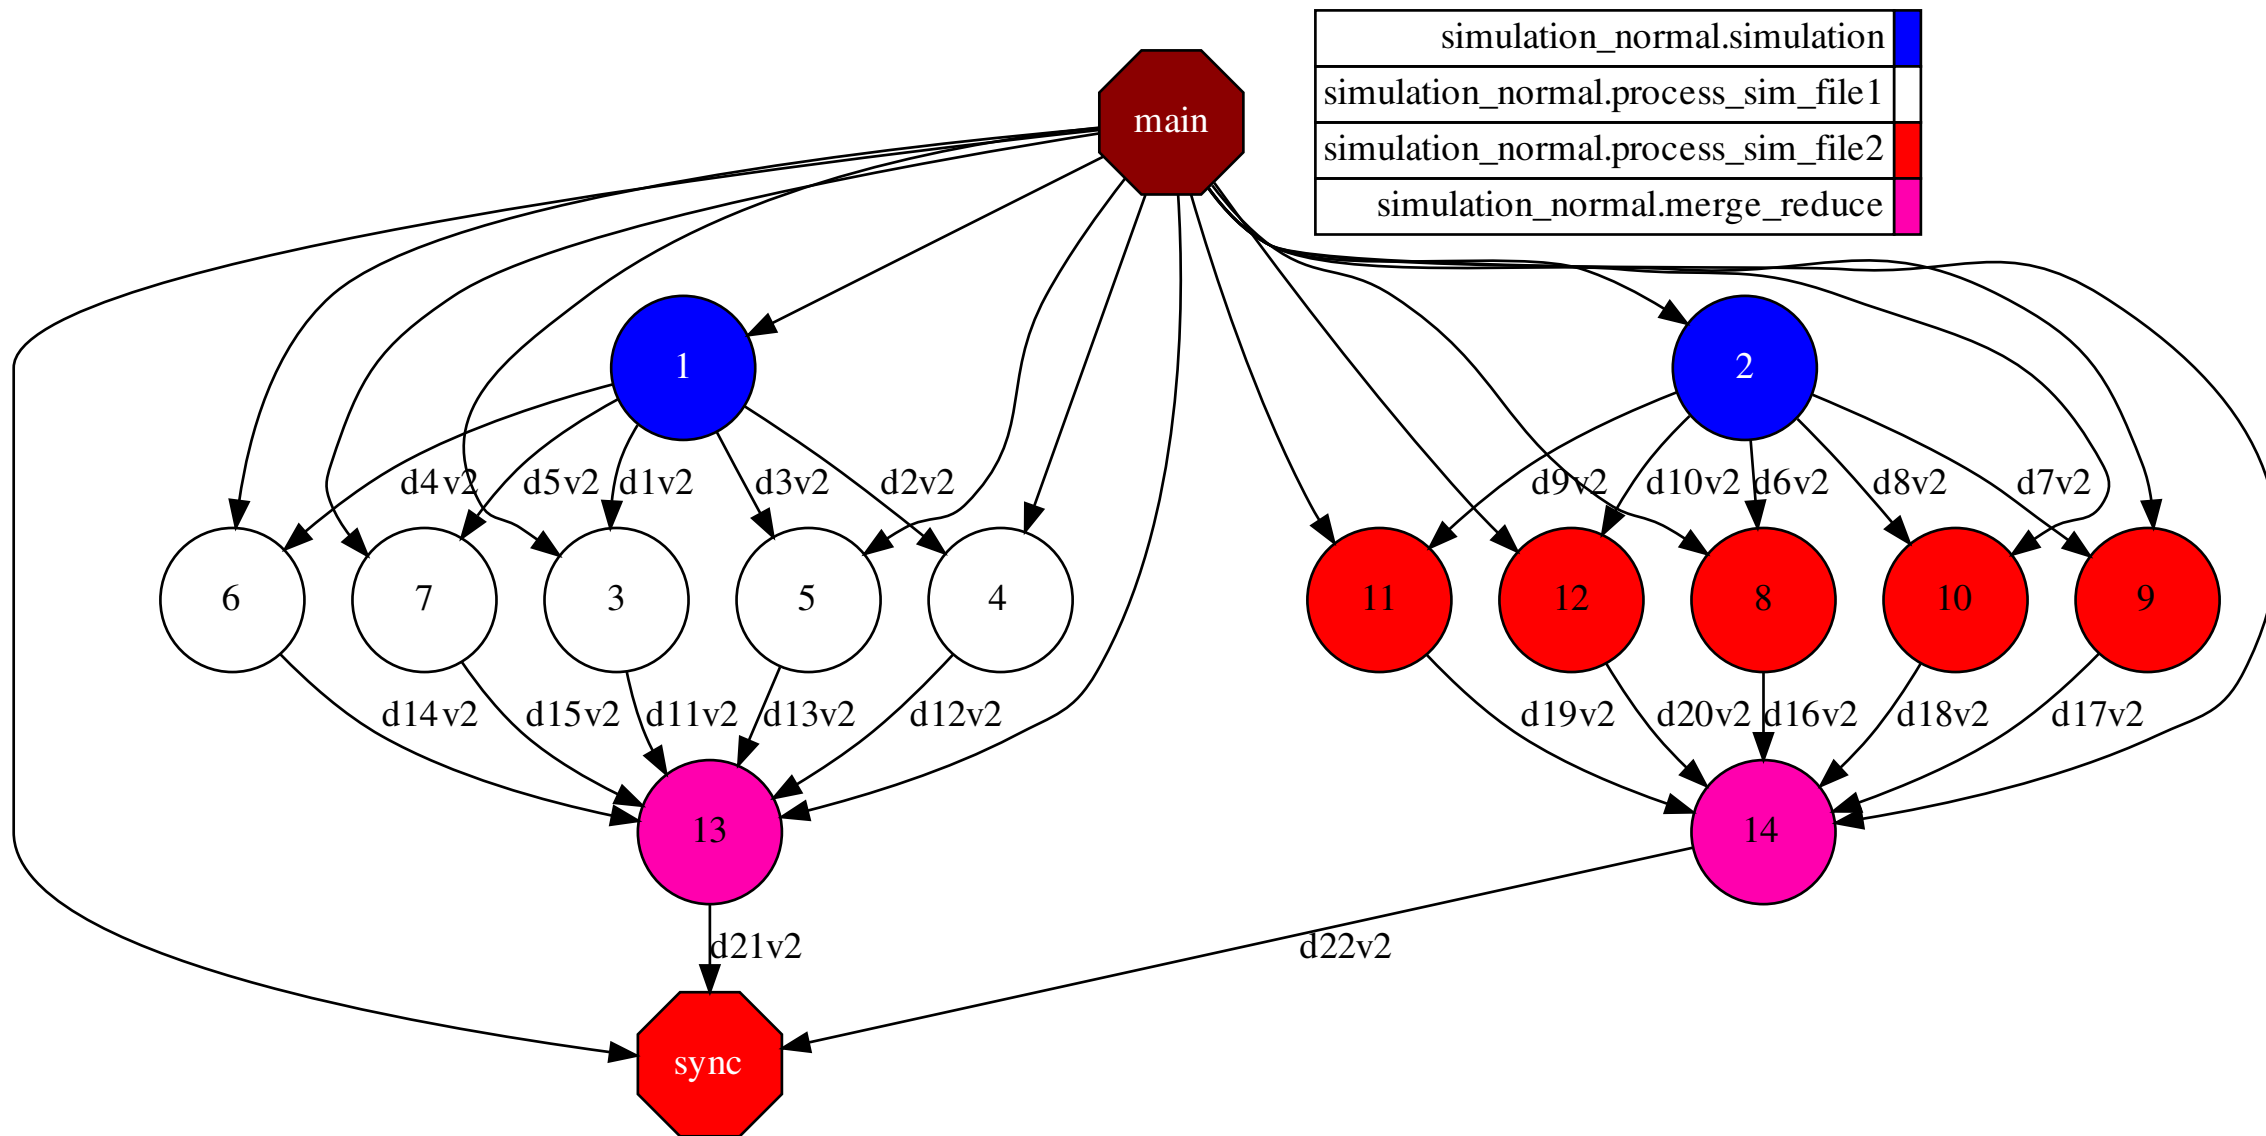 simulation_normal.simulation
simulation_normal.process_sim_file1
simulation_normal.process_sim_file2
simulation_normal.merge_reduce
main
1
2
d4v2
d5v2
d1v2
d3v2
d2v2
d9v2
d10v2
d6v2
d8v2
d7v2
6
7
3
5
4
11
12
8
10
9
d14v2
d15v2
d11v2
d13v2
d12v2
d19v2
d20v2
d16v2
d18v2
d17v2
13
14
d21v2
d22v2
sync